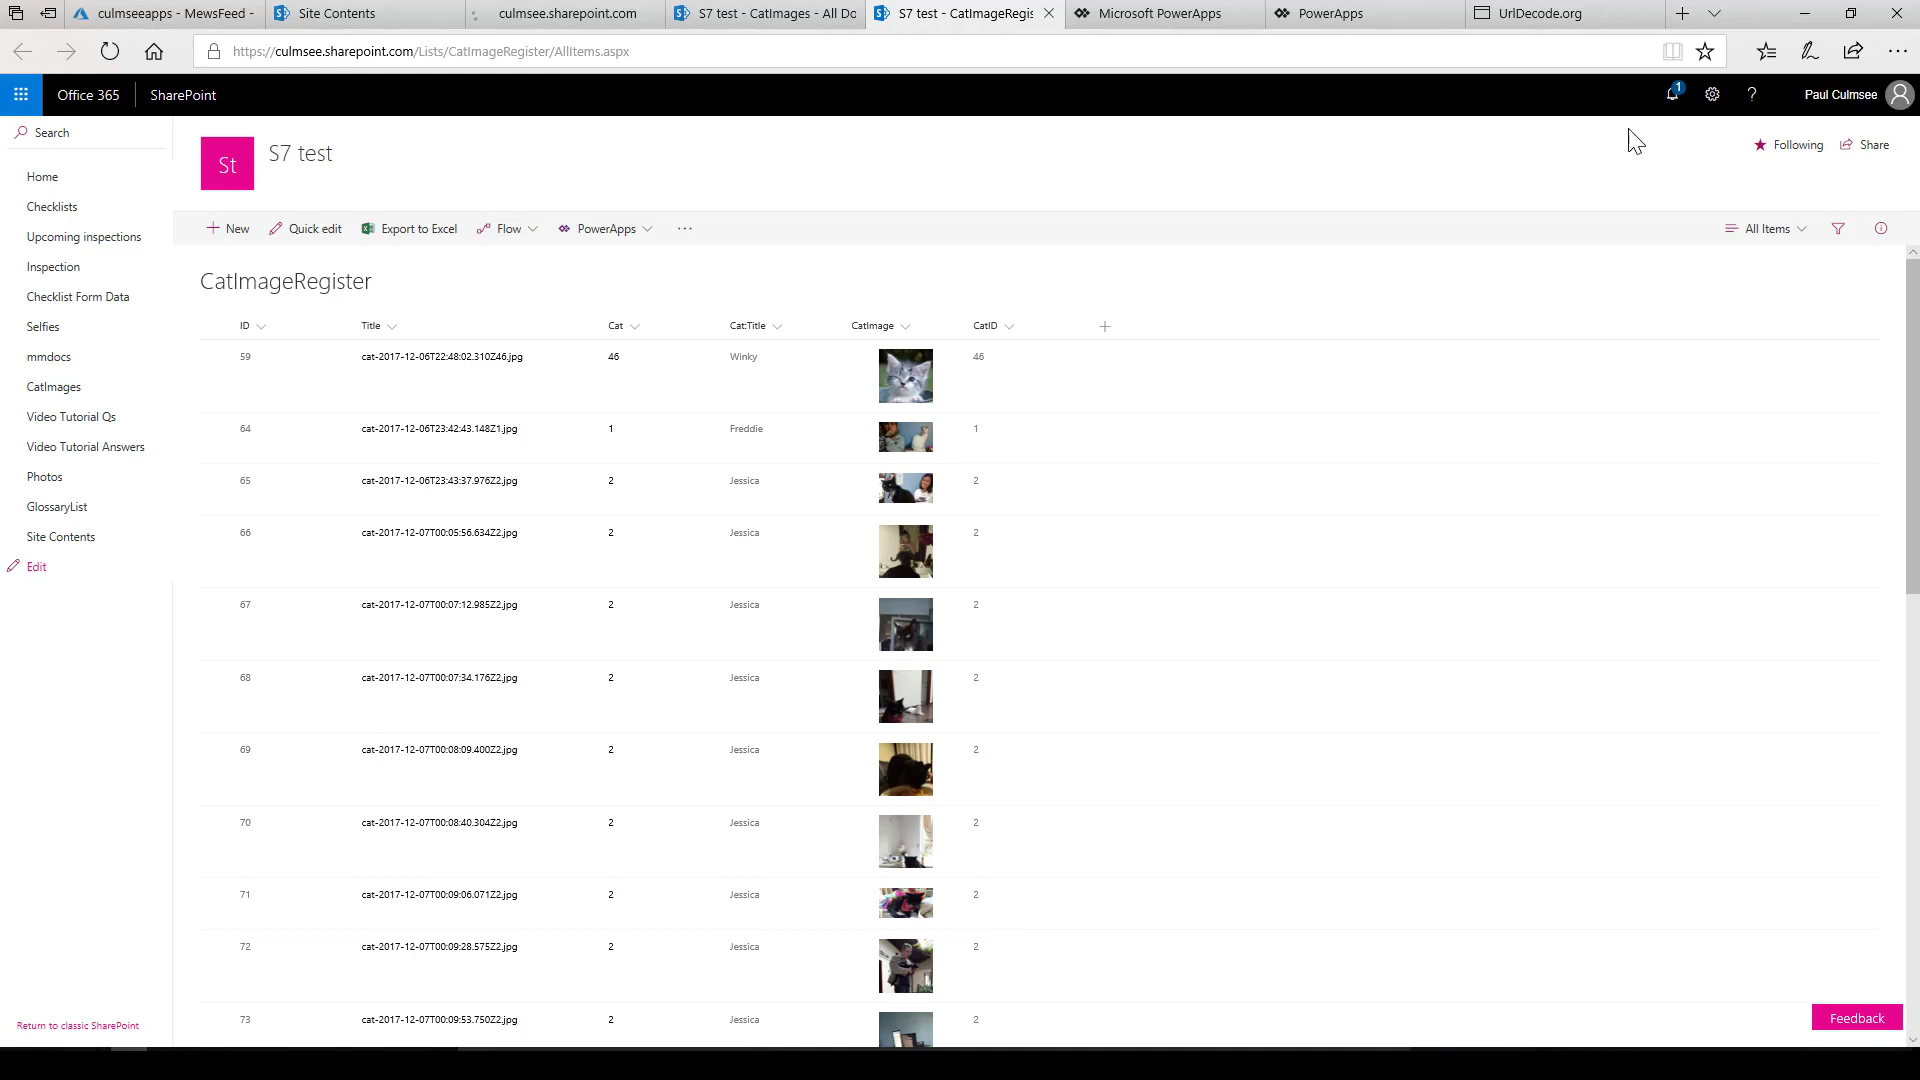 culmseeapps - MewsFeed -
Site Contents
culmsee.sharepoint.com
S7 test - CatImages - All Do
S7 test - CatImageRegis
Microsoft PowerApps
PowerApps
UrlDecode.org
https://culmsee.sharepoint.com/Lists/CatImageRegister/AllItems.aspx
Office 365
SharePoint
1
?
Paul Culmsee
Search
St
S7 test
Following
Share
Home
Checklists
Upcoming inspections
Inspection
Checklist Form Data
Selfies
mmdocs
CatImages
Video Tutorial Qs
Video Tutorial Answers
Photos
GlossaryList
Site Contents
Edit
Return to classic SharePoint
New
Quick edit
Export to Excel
Flow
PowerApps
All Items
CatImageRegister
ID Title Cat Cat:Title CatImage CatID
59 cat-2017-12-06T22:48:02.310Z46.jpg 46 Winky 46
64 cat-2017-12-06T23:42:43.148Z1.jpg 1 Freddie 1
65 cat-2017-12-06T23:43:37.976Z2.jpg 2 Jessica 2
66 cat-2017-12-07T00:05:56.634Z2.jpg 2 Jessica 2
67 cat-2017-12-07T00:07:12.985Z2.jpg 2 Jessica 2
68 cat-2017-12-07T00:07:34.176Z2.jpg 2 Jessica 2
69 cat-2017-12-07T00:08:09.400Z2.jpg 2 Jessica 2
70 cat-2017-12-07T00:08:40.304Z2.jpg 2 Jessica 2
71 cat-2017-12-07T00:09:06.071Z2.jpg 2 Jessica 2
72 cat-2017-12-07T00:09:28.575Z2.jpg 2 Jessica 2
73 cat-2017-12-07T00:09:53.750Z2.jpg 2 Jessica 2
Feedback